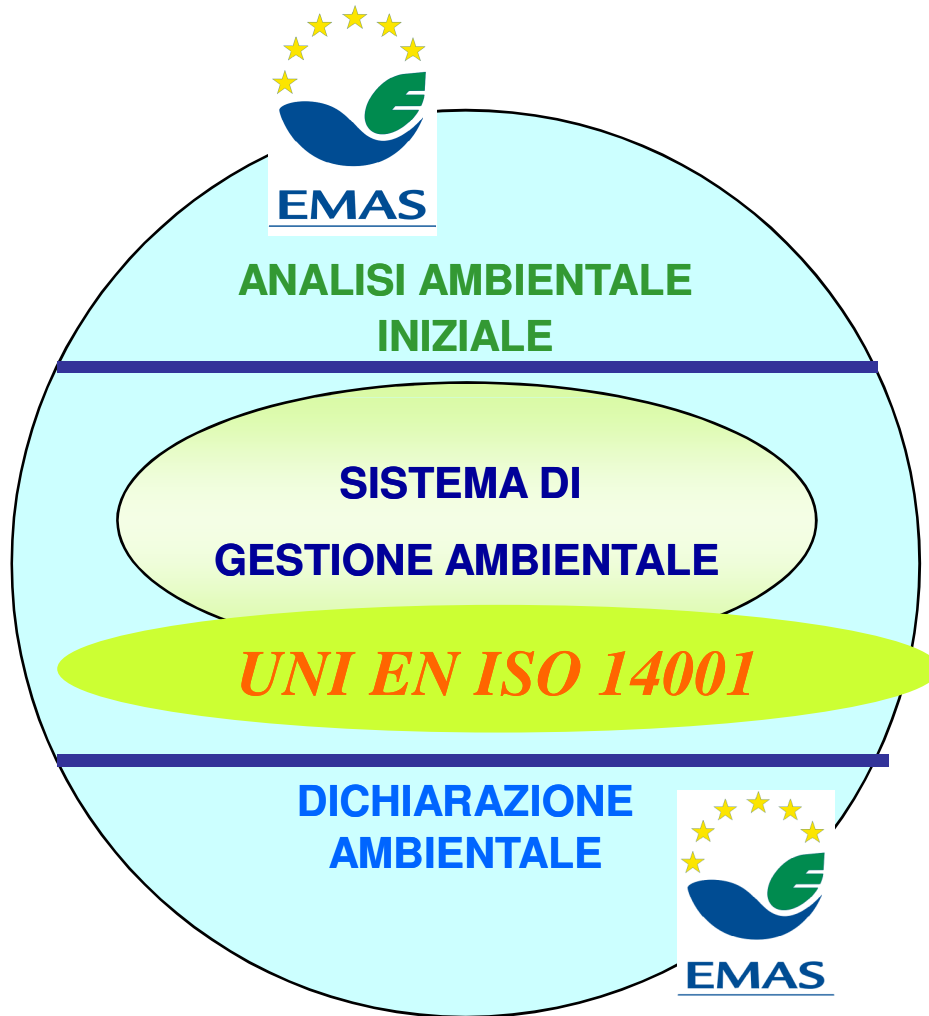 EMAS
ANALISI AMBIENTALE
INIZIALE
SISTEMA DI
GESTIONE AMBIENTALE
UNI EN ISO 14001
DICHIARAZIONE
AMBIENTALE
EMAS